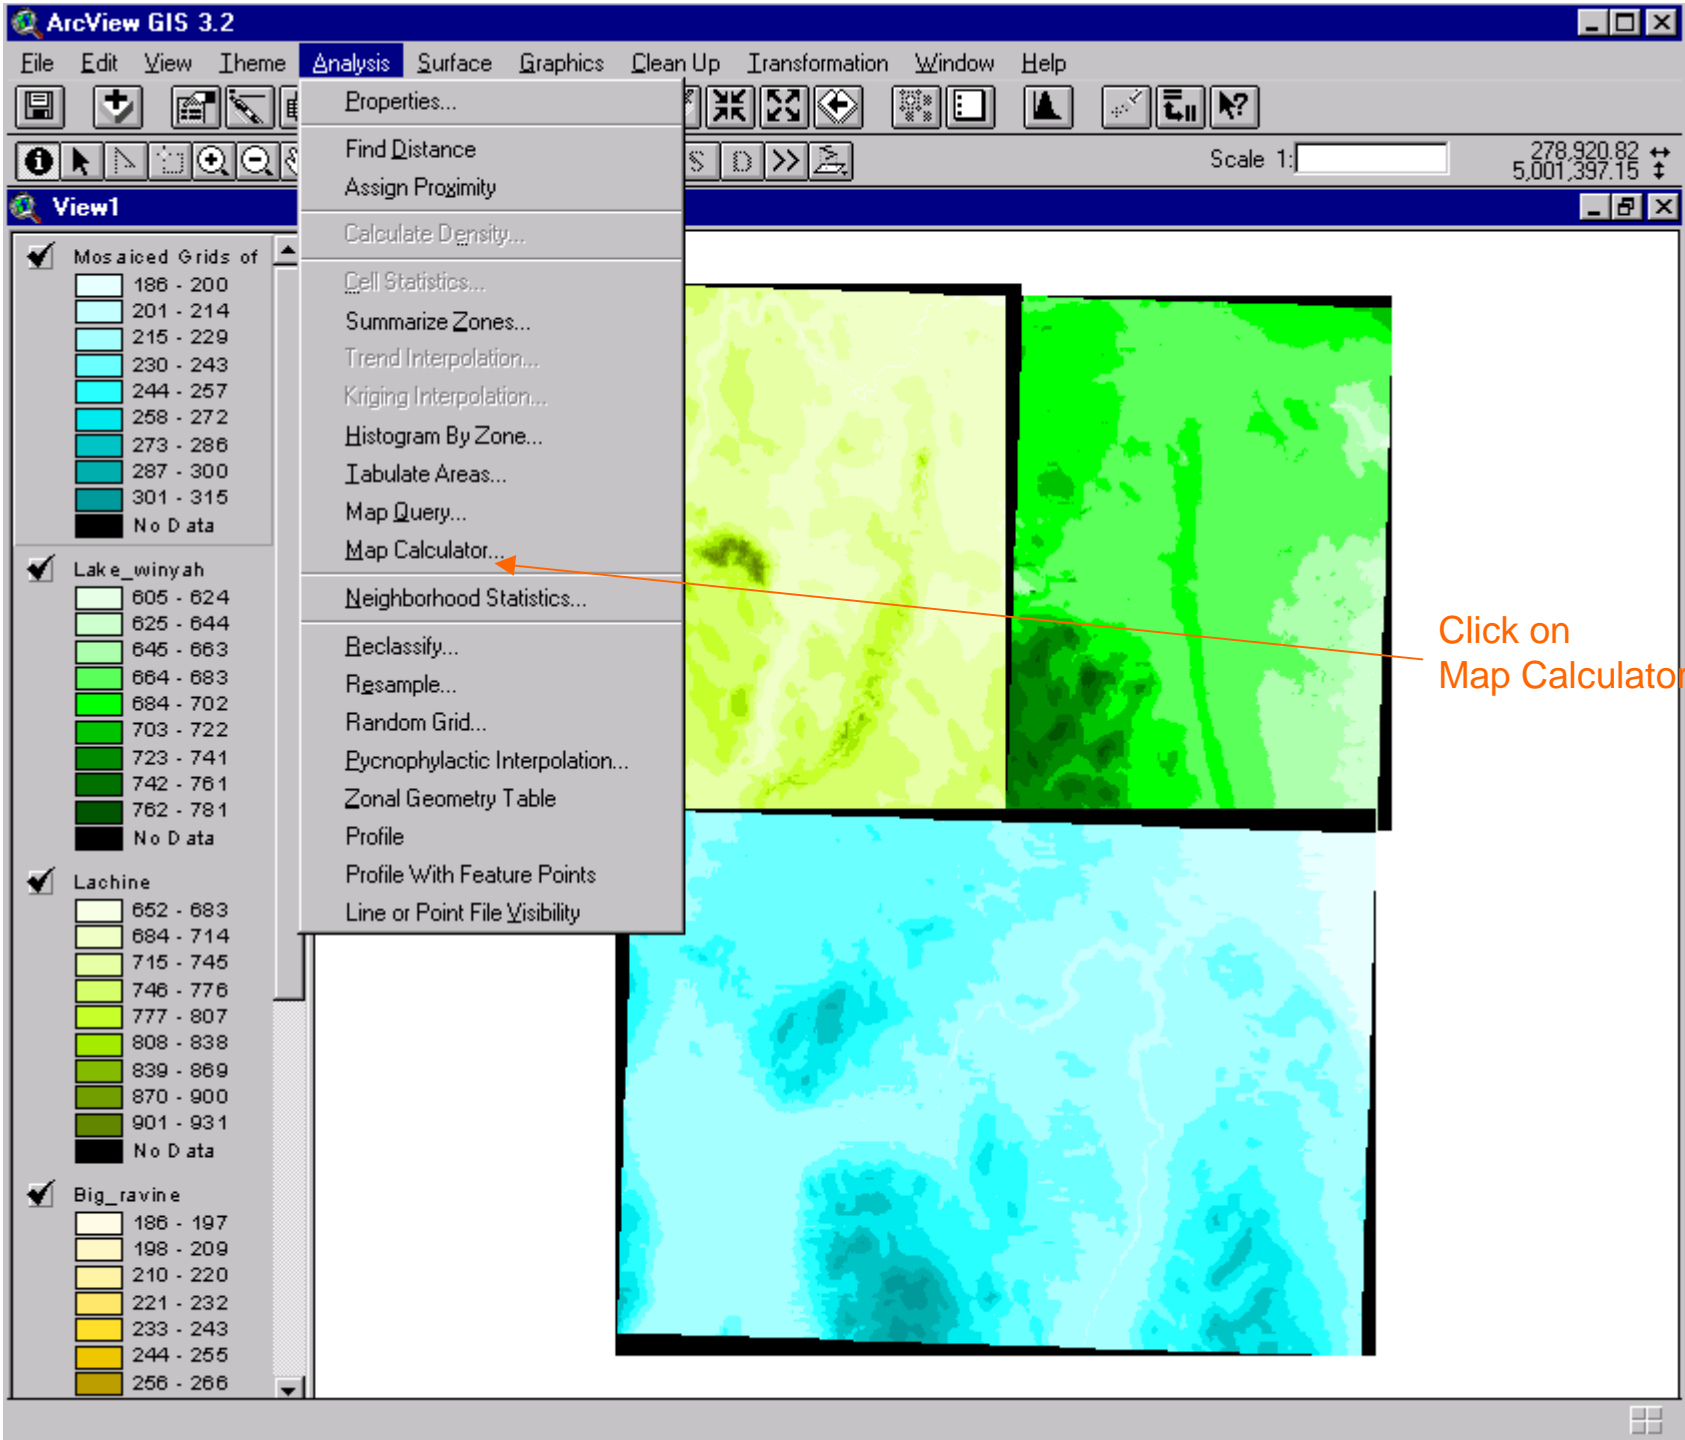 ArcView GIS 3.2
File Edit View Theme Analysis Surface Graphics Clean Up Transformation Window Help
Scale 1:
278,920.82
5,001,397.15
View1
Properties...
Find Distance
Assign Proximity
Calculate Density...
Cell Statistics...
Summarize Zones...
Trend Interpolation...
Kriging Interpolation...
Histogram By Zone...
Tabulate Areas...
Map Query...
Map Calculator...
Neighborhood Statistics...
Reclassify...
Resample...
Random Grid...
Pycnophylactic Interpolation...
Zonal Geometry Table
Profile
Profile With Feature Points
Line or Point File Visibility
Mosaiced Grids of
186 - 200
201 - 214
215 - 229
230 - 243
244 - 257
258 - 272
273 - 286
287 - 300
301 - 315
No Data
Lake_winyah
605 - 624
625 - 644
645 - 663
664 - 683
684 - 702
703 - 722
723 - 741
742 - 761
762 - 781
No Data
Lachine
652 - 683
684 - 714
715 - 745
746 - 776
777 - 807
808 - 838
839 - 869
870 - 900
901 - 931
No Data
Big_ravine
186 - 197
198 - 209
210 - 220
221 - 232
233 - 243
244 - 255
256 - 266
S D
Click on
Map Calculator